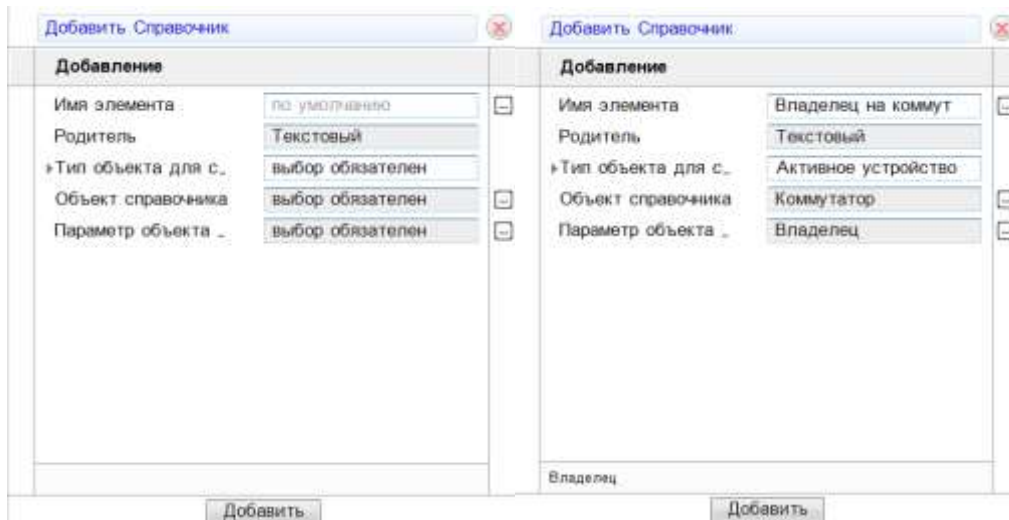 Добавить Справочник
Добавление
Имя элемента по умолчанию
Родитель Текстовый
Тип объекта для с.. выбор обязателен
Объект справочника выбор обязателен
Параметр объекта .. выбор обязателен
Добавить
Добавить Справочник
Добавление
Имя элемента Владелец на коммут
Родитель Текстовый
Тип объекта для с.. Активное устройство
Объект справочника Коммутатор
Параметр объекта .. Владелец
Владелец
Добавить